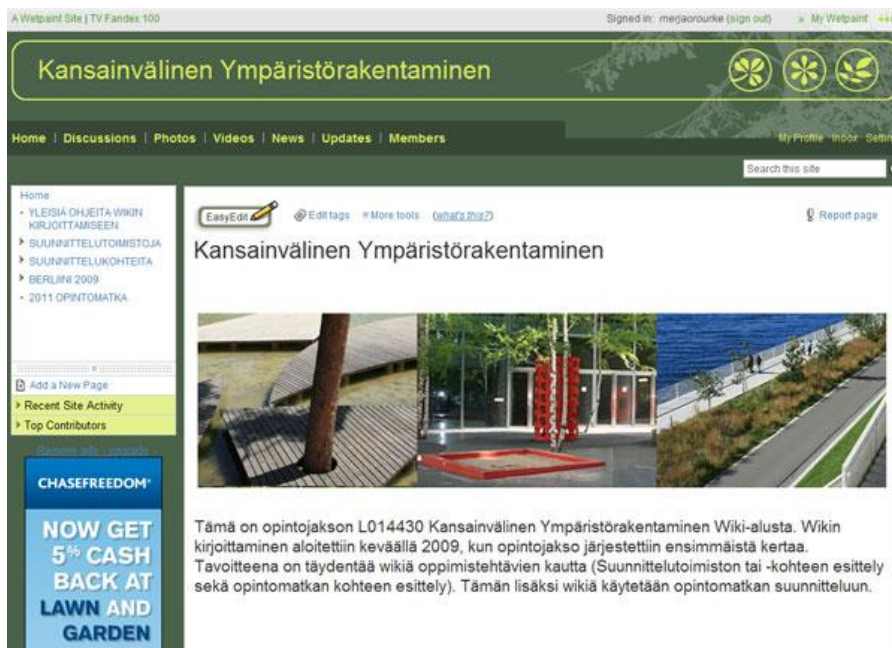 A Wetpaint Site | TV Fandex 100
Signed in: merjaorourke (sign out) » My Wetpaint
Kansainvälinen Ympäristörakentaminen
Home | Discussions | Photos | Videos | News | Updates | Members
My Profile Inbox
Search this site
Home
YLEISIÄ OHJEITA WIKIN
KIRJOITTAMISEEN
SUUNNITTELUTOIMISTOJA
SUUNNITTELUKOHTEITA
BERLIINI 2009
2011 OPINTOMATKA
Add a New Page
Recent Site Activity
Top Contributors
Remove ads - upgrade
CHASEFREEDOM
NOW GET
5% CASH
BACK AT
LAWN AND
GARDEN
EasyEdit Edit tags More tools (what's this?) Report page
Kansainvälinen Ympäristörakentaminen
Tämä on opintojakson L014430 Kansainvälinen Ympäristörakentaminen Wiki-alusta. Wikin
kirjoittaminen aloitettiin keväällä 2009, kun opintojakso järjestettiin ensimmäistä kertaa.
Tavoitteena on täydentää wikiä oppimistehtävien kautta (Suunnittelutoimiston tai -kohteen esittely
sekä opintomatkan kohteen esittely). Tämän lisäksi wikiä käytetään opintomatkan suunnitteluun.